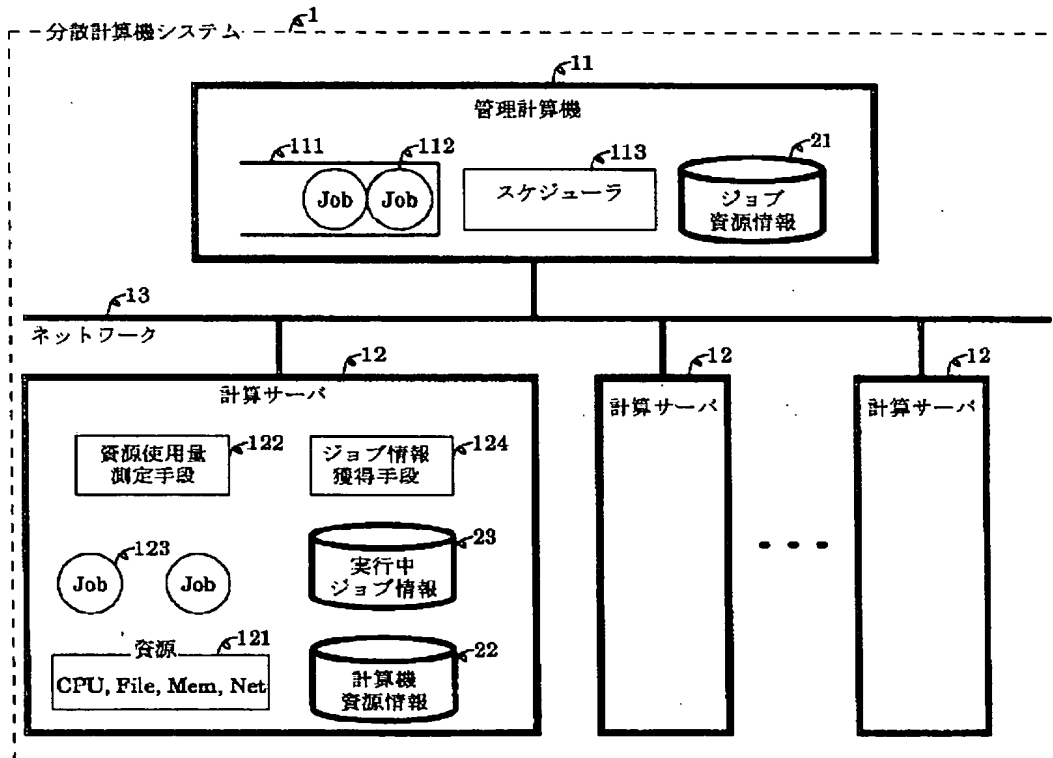 分散計算機システム
1
11
管理計算機
111
112
113
21
Job
Job
スケジューラ
ジョブ
資源情報
13
ネットワーク
12
12
12
計算サーバ
計算サーバ
計算サーバ
資源使用量
測定手段
122
ジョブ情報
獲得手段
124
123
Job
Job
23
実行中
ジョブ情報
資源
121
CPU, File, Mem, Net
22
計算機
資源情報